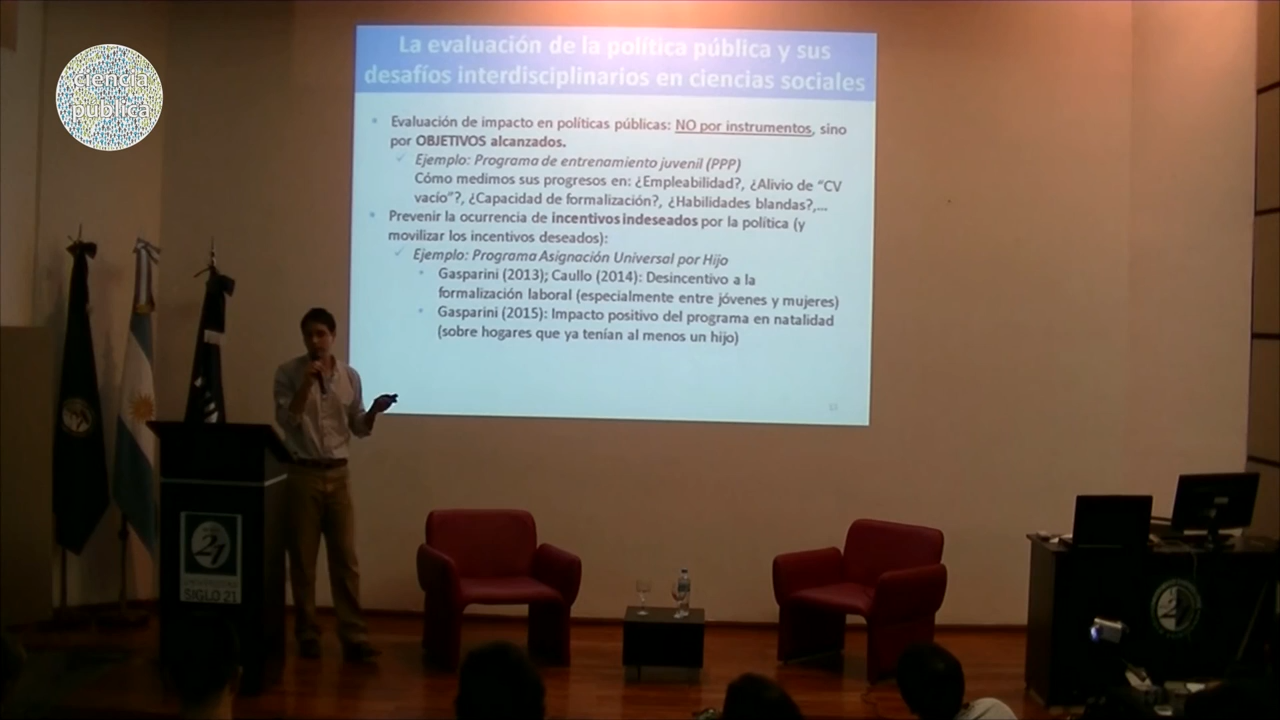 ciencia
pública
La evaluación de la política pública y sus
desafíos interdisciplinarios en ciencias sociales
Evaluación de impacto en políticas públicas: NO por instrumentos, sino
por OBJETIVOS alcanzados.
Ejemplo: Programa de entrenamiento juvenil (PPP)
Cómo medimos sus progresos en: ¿Empleabilidad?, ¿Alivio de “CV
vacío”?, ¿Capacidad de formalización?, ¿Habilidades blandas?,...
Prevenir la ocurrencia de incentivos indeseados por la política (y
movilizar los incentivos deseados):
Ejemplo: Programa Asignación Universal por Hijo
Gasparini (2013); Caullo (2014): Desincentivo a la
formalización laboral (especialmente entre jóvenes y mujeres)
Gasparini (2015): Impacto positivo del programa en natalidad
(sobre hogares que ya tenían al menos un hijo)
21
UNIVERSIDAD
SIGLO 21